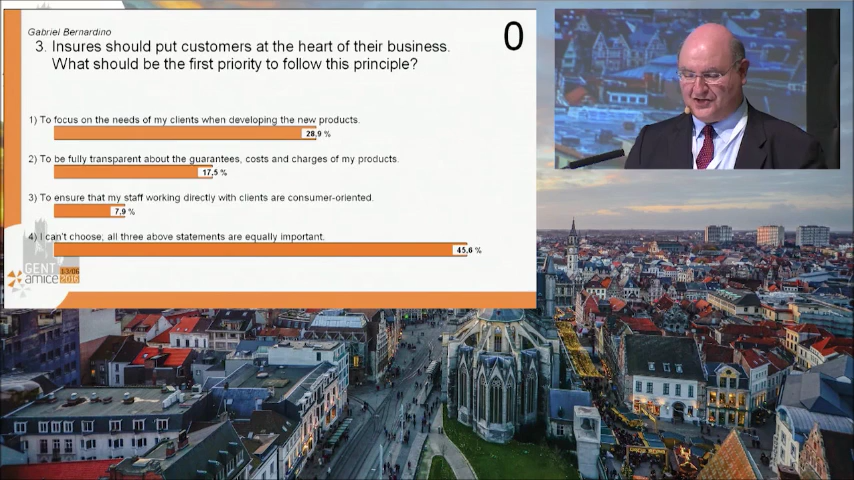 Gabriel Bernardino
3. Insures should put customers at the heart of their business.
What should be the first priority to follow this principle?
0
1) To focus on the needs of my clients when developing the new products.
28,9 %
2) To be fully transparent about the guarantees, costs and charges of my products.
17,5 %
3) To ensure that my staff working directly with clients are consumer-oriented.
7,9 %
4) I can't choose; all three above statements are equally important.
45,6 %
GENT
1-3/06
amice
2016